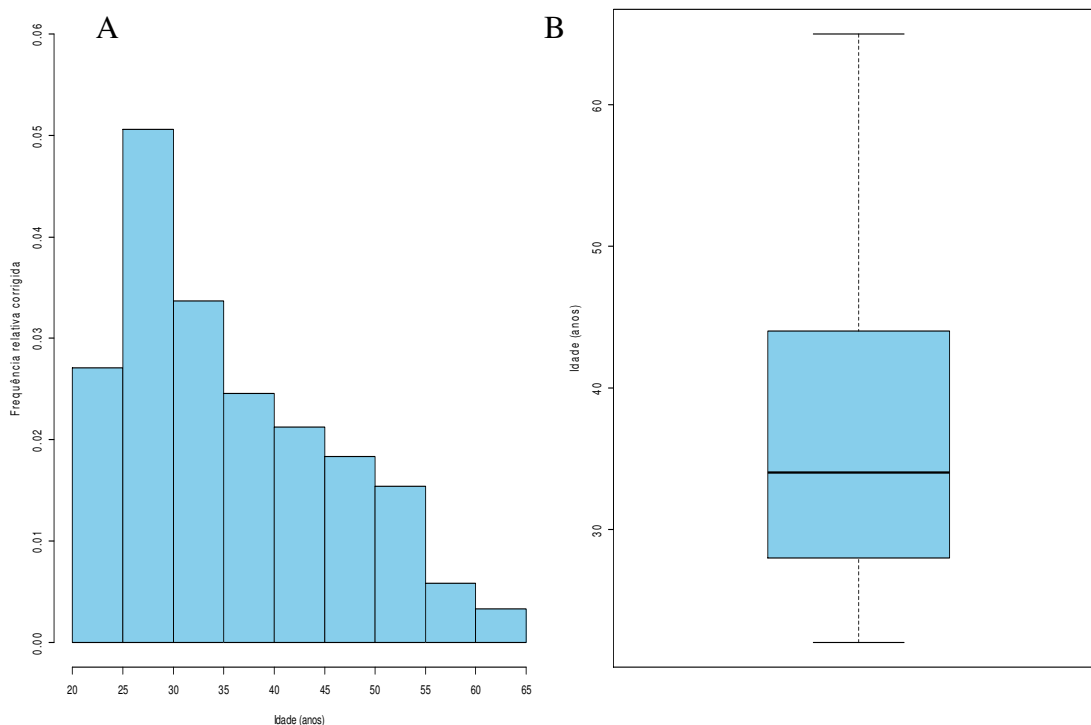 A
Frequência relativa corrigida
0.00 0.01 0.02 0.03 0.04 0.05 0.06
20 25 30 35 40 45 50 55 60 65
Idade (anos)
B
Idade (anos)
30 40 50 60